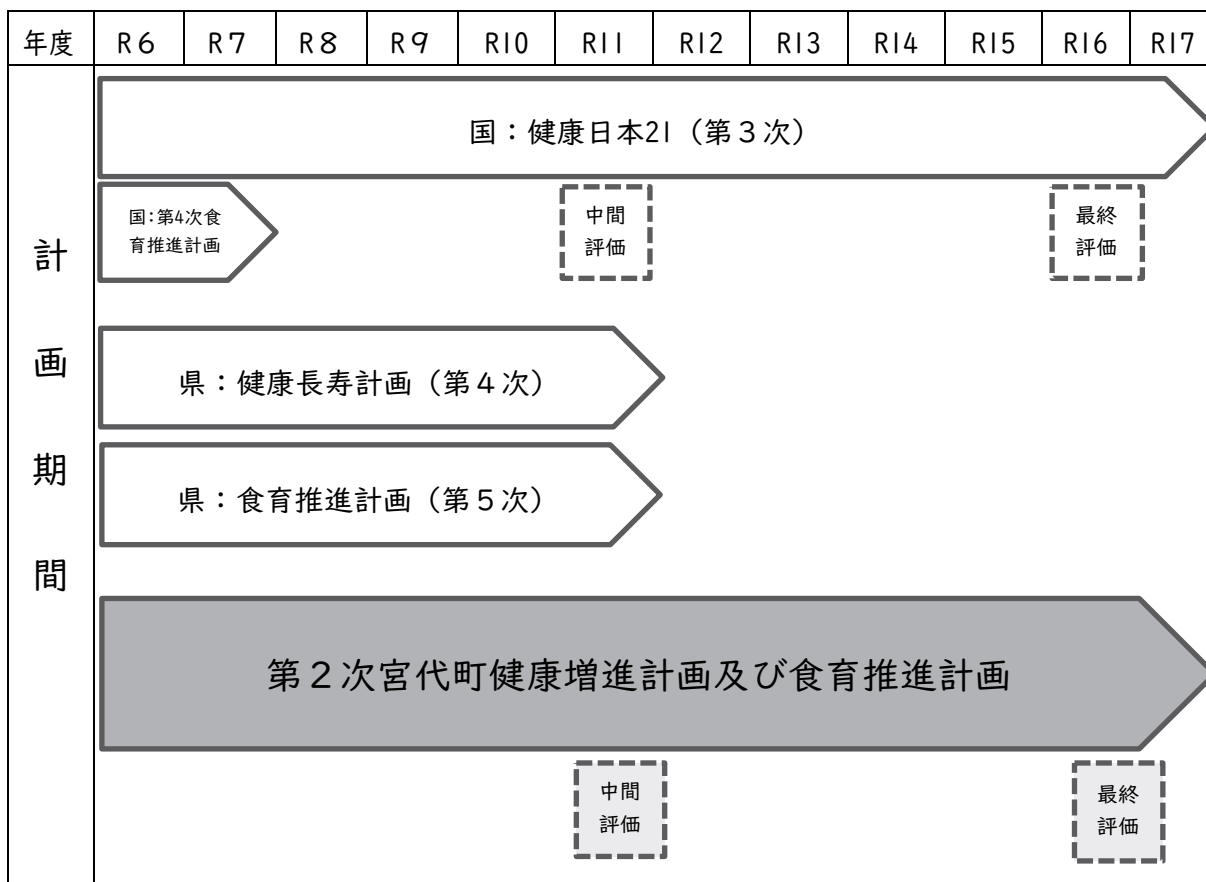 年度 R6 R7 R8 R9 R10 R11 R12 R13 R14 R15 R16 R17
計画期間
国：健康日本21（第３次）
国：第4次食
育推進計画
中間
評価
最終
評価
県：健康長寿計画（第４次）
県：食育推進計画（第５次）
第２次宮代町健康増進計画及び食育推進計画
中間
評価
最終
評価